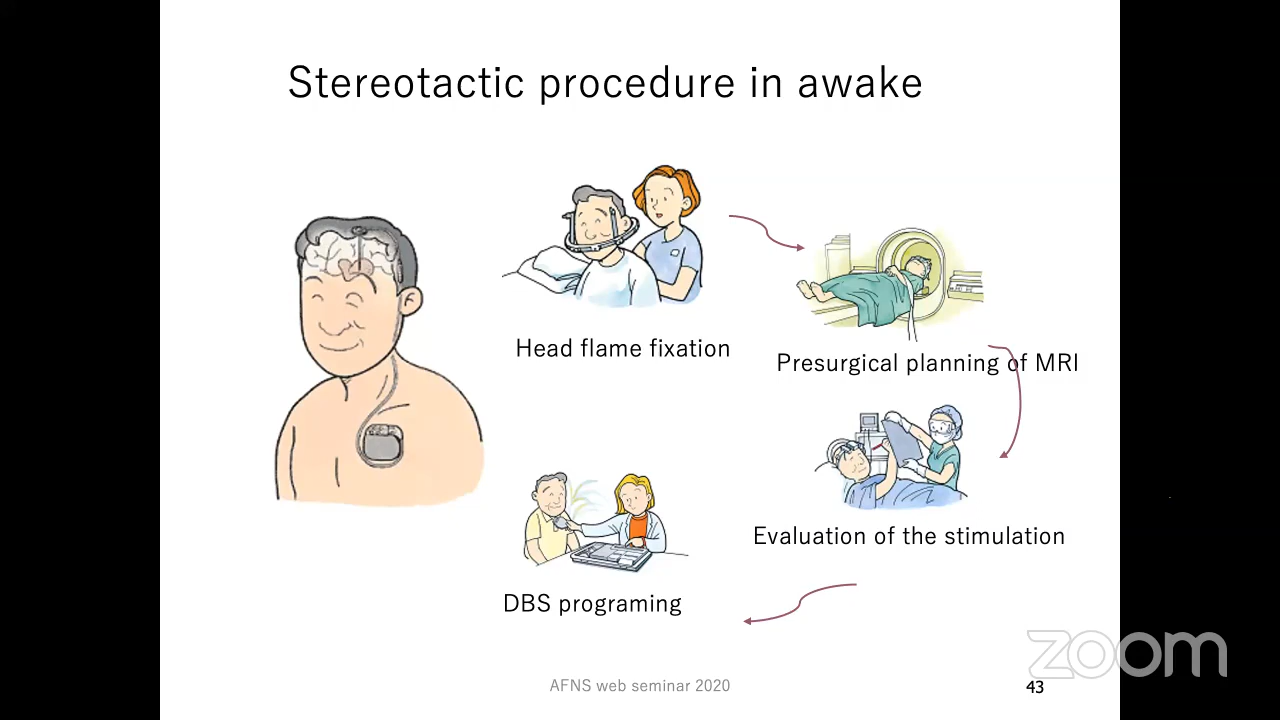 Stereotactic procedure in awake
Head flame fixation
Presurgical planning of MRI
Evaluation of the stimulation
DBS programing
AFNS web seminar 2020
43
zoom